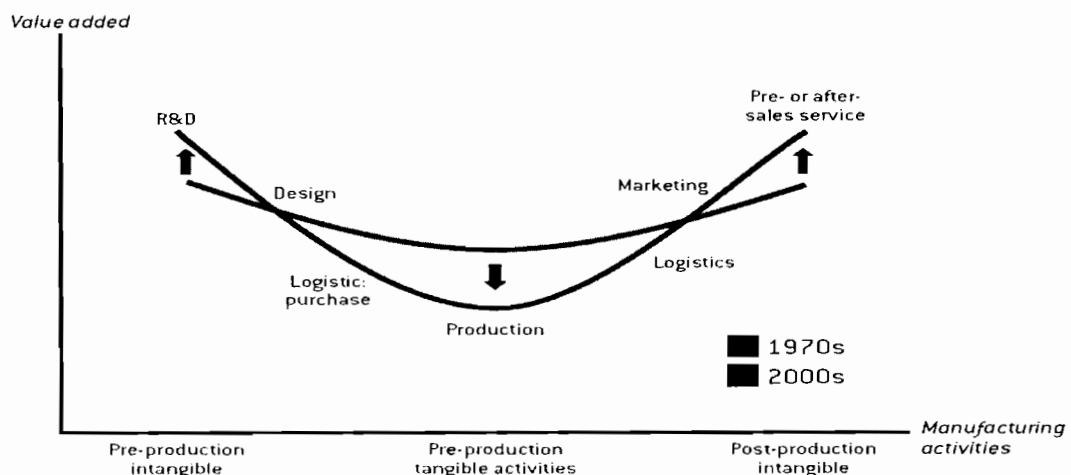 Value added
R&D
Pre- or after-
sales service
Design
Marketing
Logistic:
purchase
Logistics
Production
1970s
2000s
Pre-production
intangible
Pre-production
tangible activities
Post-production
intangible
Manufacturing
activities